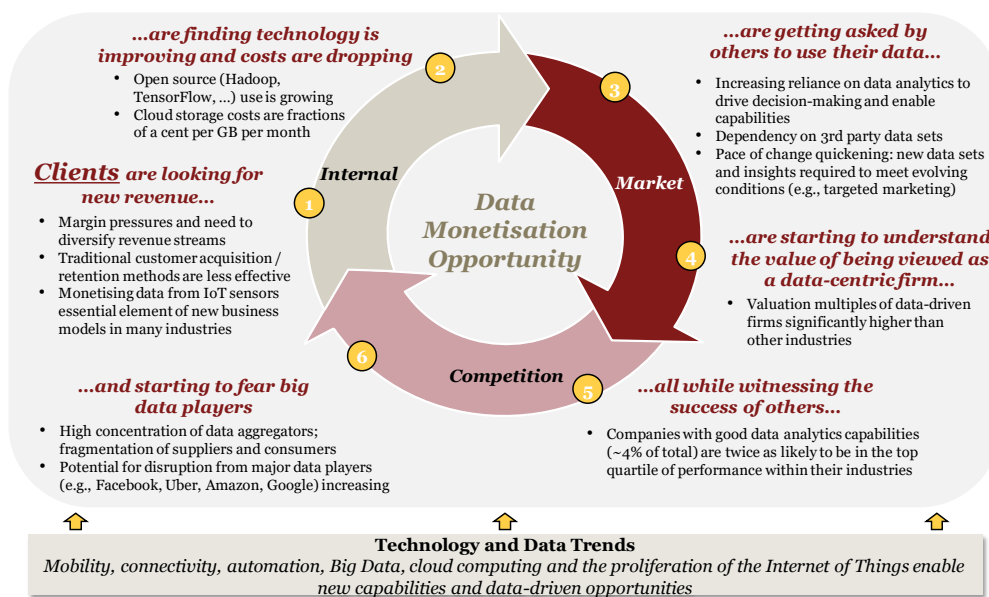 Clients are looking for
new revenue...
• Margin pressures and need to
diversify revenue streams
• Traditional customer acquisition /
retention methods are less effective
• Monetising data from IoT sensors
essential element of new business
models in many industries
1
...are finding technology is
improving and costs are dropping
• Open source (Hadoop,
TensorFlow, ...) use is growing
• Cloud storage costs are fractions
of a cent per GB per month
2
...are getting asked by
others to use their data...
• Increasing reliance on data analytics to
drive decision-making and enable
capabilities
• Dependency on 3rd party data sets
• Pace of change quickening: new data sets
and insights required to meet evolving
conditions (e.g., targeted marketing)
3
...are starting to understand
the value of being viewed as
a data-centric firm...
• Valuation multiples of data-driven
firms significantly higher than
other industries
4
...all while witnessing the
success of others...
• Companies with good data analytics capabilities
(~4% of total) are twice as likely to be in the top
quartile of performance within their industries
5
...and starting to fear big
data players
• High concentration of data aggregators;
fragmentation of suppliers and consumers
• Potential for disruption from major data players
(e.g., Facebook, Uber, Amazon, Google) increasing
6
Internal
Market
Competition
Data
Monetisation
Opportunity
Technology and Data Trends
Mobility, connectivity, automation, Big Data, cloud computing and the proliferation of the Internet of Things enable
new capabilities and data-driven opportunities